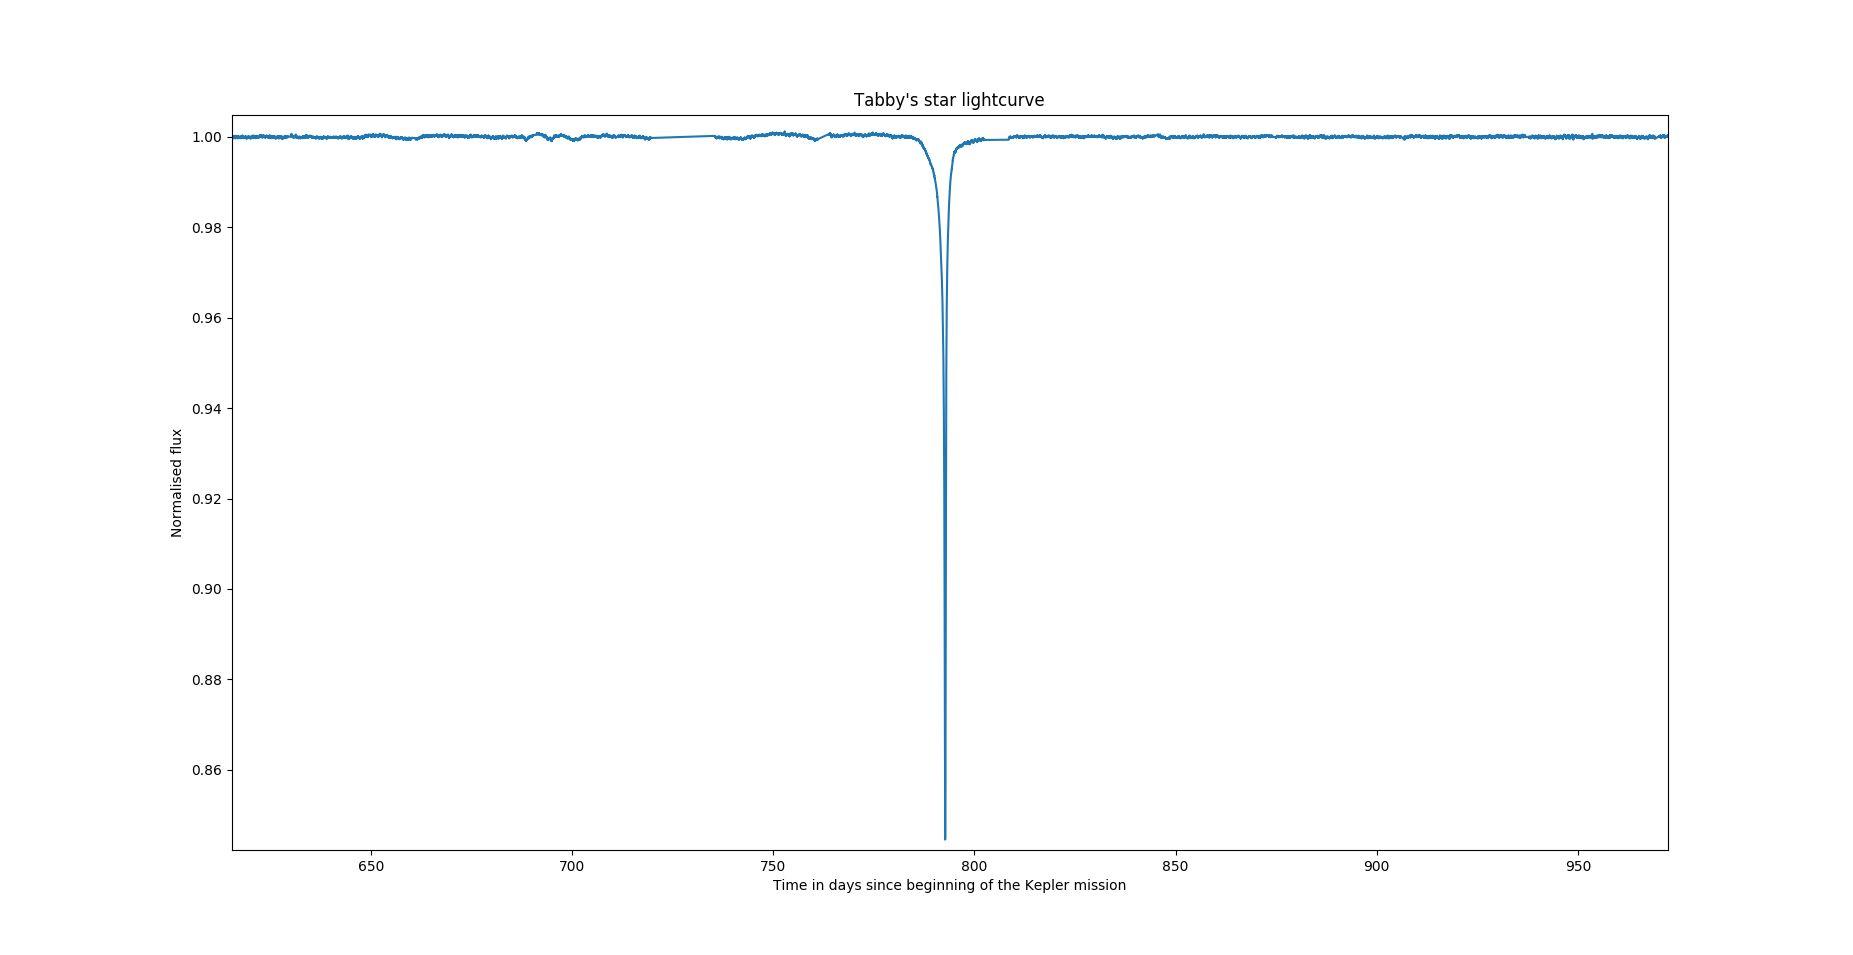 Tabby's star lightcurve
1.00
0.98
0.96
0.94
0.92
0.90
0.88
0.86
Normalised flux
650 700 750 800 850 900 950
Time in days since beginning of the Kepler mission